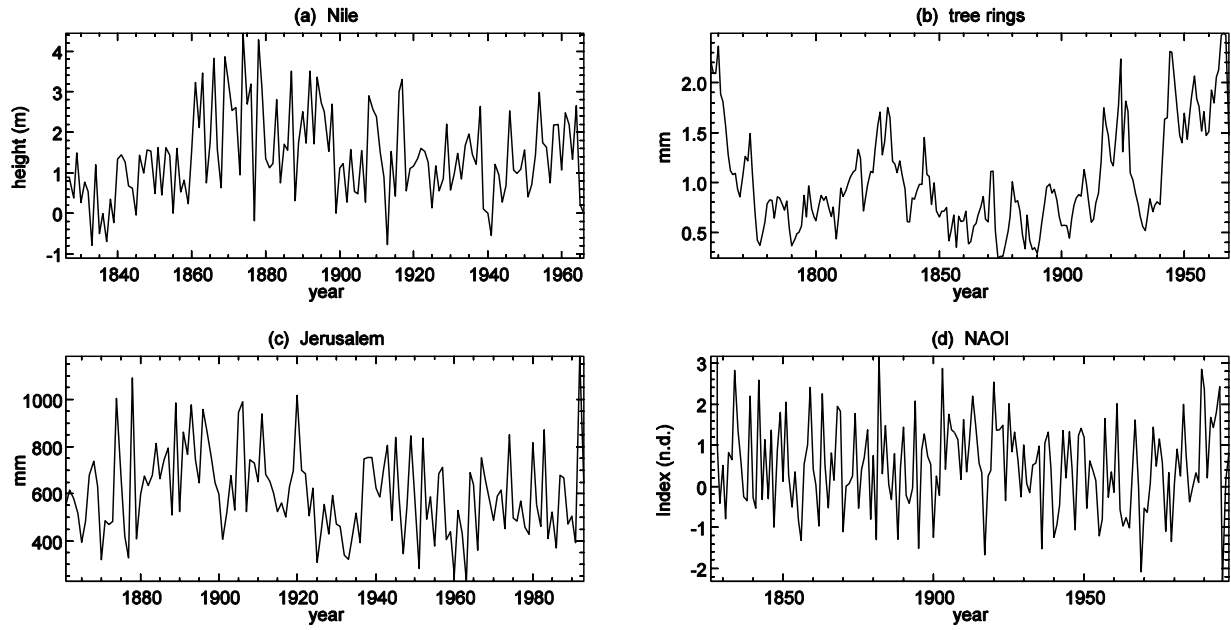 (a) Nile
4
3
2
1
0
-1
height (m)
1840 1860 1880 1900 1920 1940 1960
year
(b) tree rings
2.0
1.5
1.0
0.5
mm
1800 1850 1900 1950
year
(c) Jerusalem
1000
800
600
400
mm
1880 1900 1920 1940 1960 1980
year
(d) NAOI
3
2
1
0
-1
-2
Index (n.d.)
1850 1900 1950
year